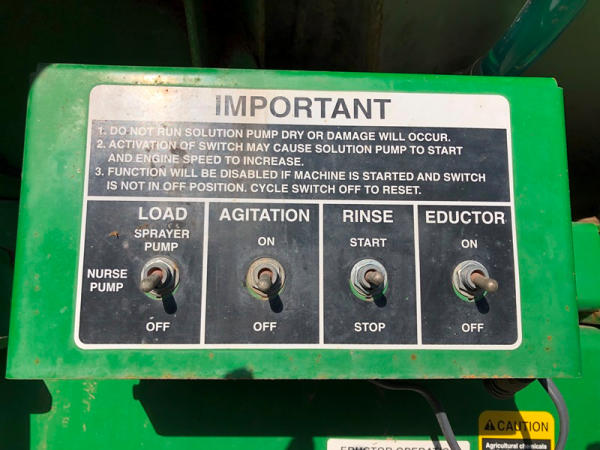 IMPORTANT
1. DO NOT RUN SOLUTION PUMP DRY OR DAMAGE WILL OCCUR.
2. ACTIVATION OF SWITCH MAY CAUSE SOLUTION PUMP TO START
AND ENGINE SPEED TO INCREASE.
3. FUNCTION WILL BE DISABLED IF MACHINE IS STARTED AND SWITCH
IS NOT IN OFF POSITION. CYCLE SWITCH OFF TO RESET.
LOAD
SPRAYER
PUMP
NURSE
PUMP
OFF
AGITATION
ON
OFF
RINSE
START
STOP
EDUCTOR
ON
OFF
CAUTION
Agricultural chemicals
EDUCTOR OPERATION